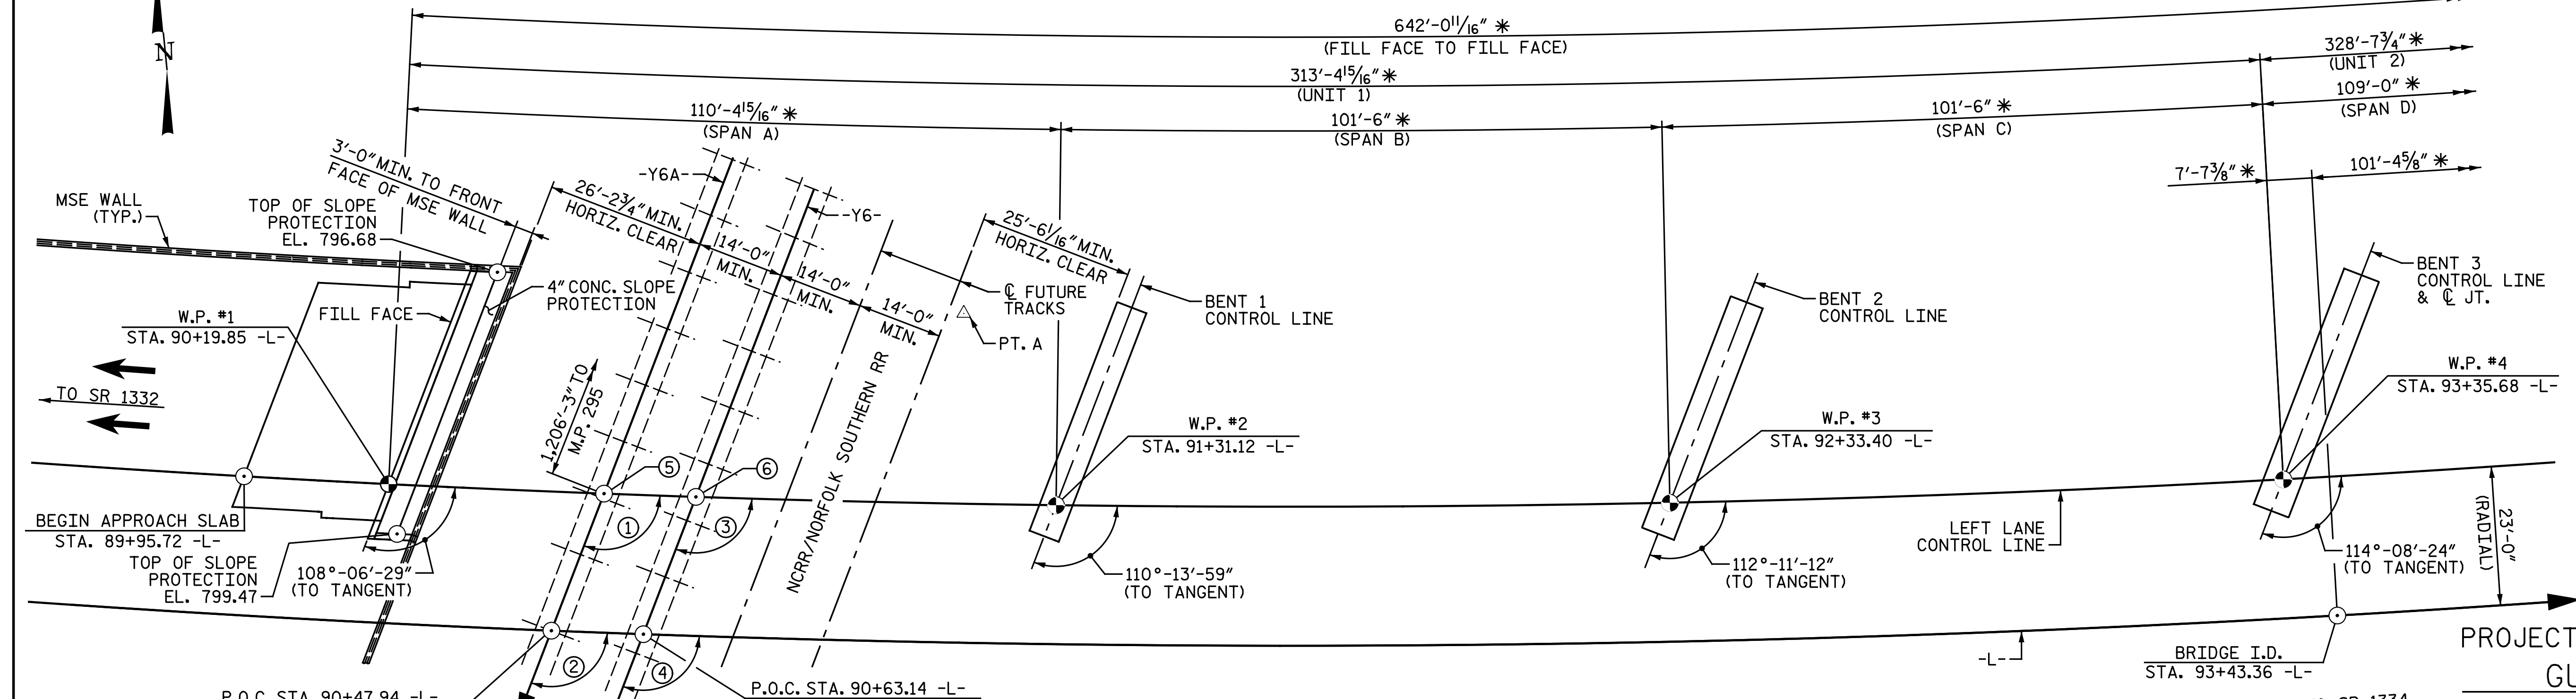 N
642'-0 11/16" *
(FILL FACE TO FILL FACE)
328'-7 3/4" *
(UNIT 2)
313'-4 15/16" *
(UNIT 1)
109'-0" *
(SPAN D)
110'-4 15/16" *
(SPAN A)
101'-6" *
(SPAN B)
101'-6" *
(SPAN C)
7'-7 3/8" *
101'-4 5/8" *
3'-0" MIN. TO FRONT
FACE OF MSE WALL
MSE WALL
(TYP.)
TOP OF SLOPE
PROTECTION
EL. 796.68
-Y6A-
-Y6-
26'-2 3/4" MIN.
HORIZ. CLEAR
14'-0"
MIN.
14'-0"
MIN.
14'-0"
MIN.
25'-6 1/16" MIN.
HORIZ. CLEAR
4" CONC. SLOPE
PROTECTION
FILL FACE
℄ FUTURE
TRACKS
PT. A
BENT 1
CONTROL LINE
BENT 2
CONTROL LINE
BENT 3
CONTROL LINE
& ℄ JT.
W.P. #1
STA. 90+19.85 -L-
TO SR 1332
1,206'-3" TO
M.P. 295
NCRR/NORFOLK SOUTHERN RR
W.P. #2
STA. 91+31.12 -L-
W.P. #3
STA. 92+33.40 -L-
W.P. #4
STA. 93+35.68 -L-
5
6
1
3
BEGIN APPROACH SLAB
STA. 89+95.72 -L-
TOP OF SLOPE
PROTECTION
EL. 799.47
108°-06'-29"
(TO TANGENT)
110°-13'-59"
(TO TANGENT)
112°-11'-12"
(TO TANGENT)
LEFT LANE
CONTROL LINE
114°-08'-24"
(TO TANGENT)
23'-0"
(RADIAL)
2
4
P.O.C. STA. 90+47.94 -L-
P.O.C. STA. 90+63.14 -L-
-L-
BRIDGE I.D.
STA. 93+43.36 -L-
PROJECT
GU
SR 1334